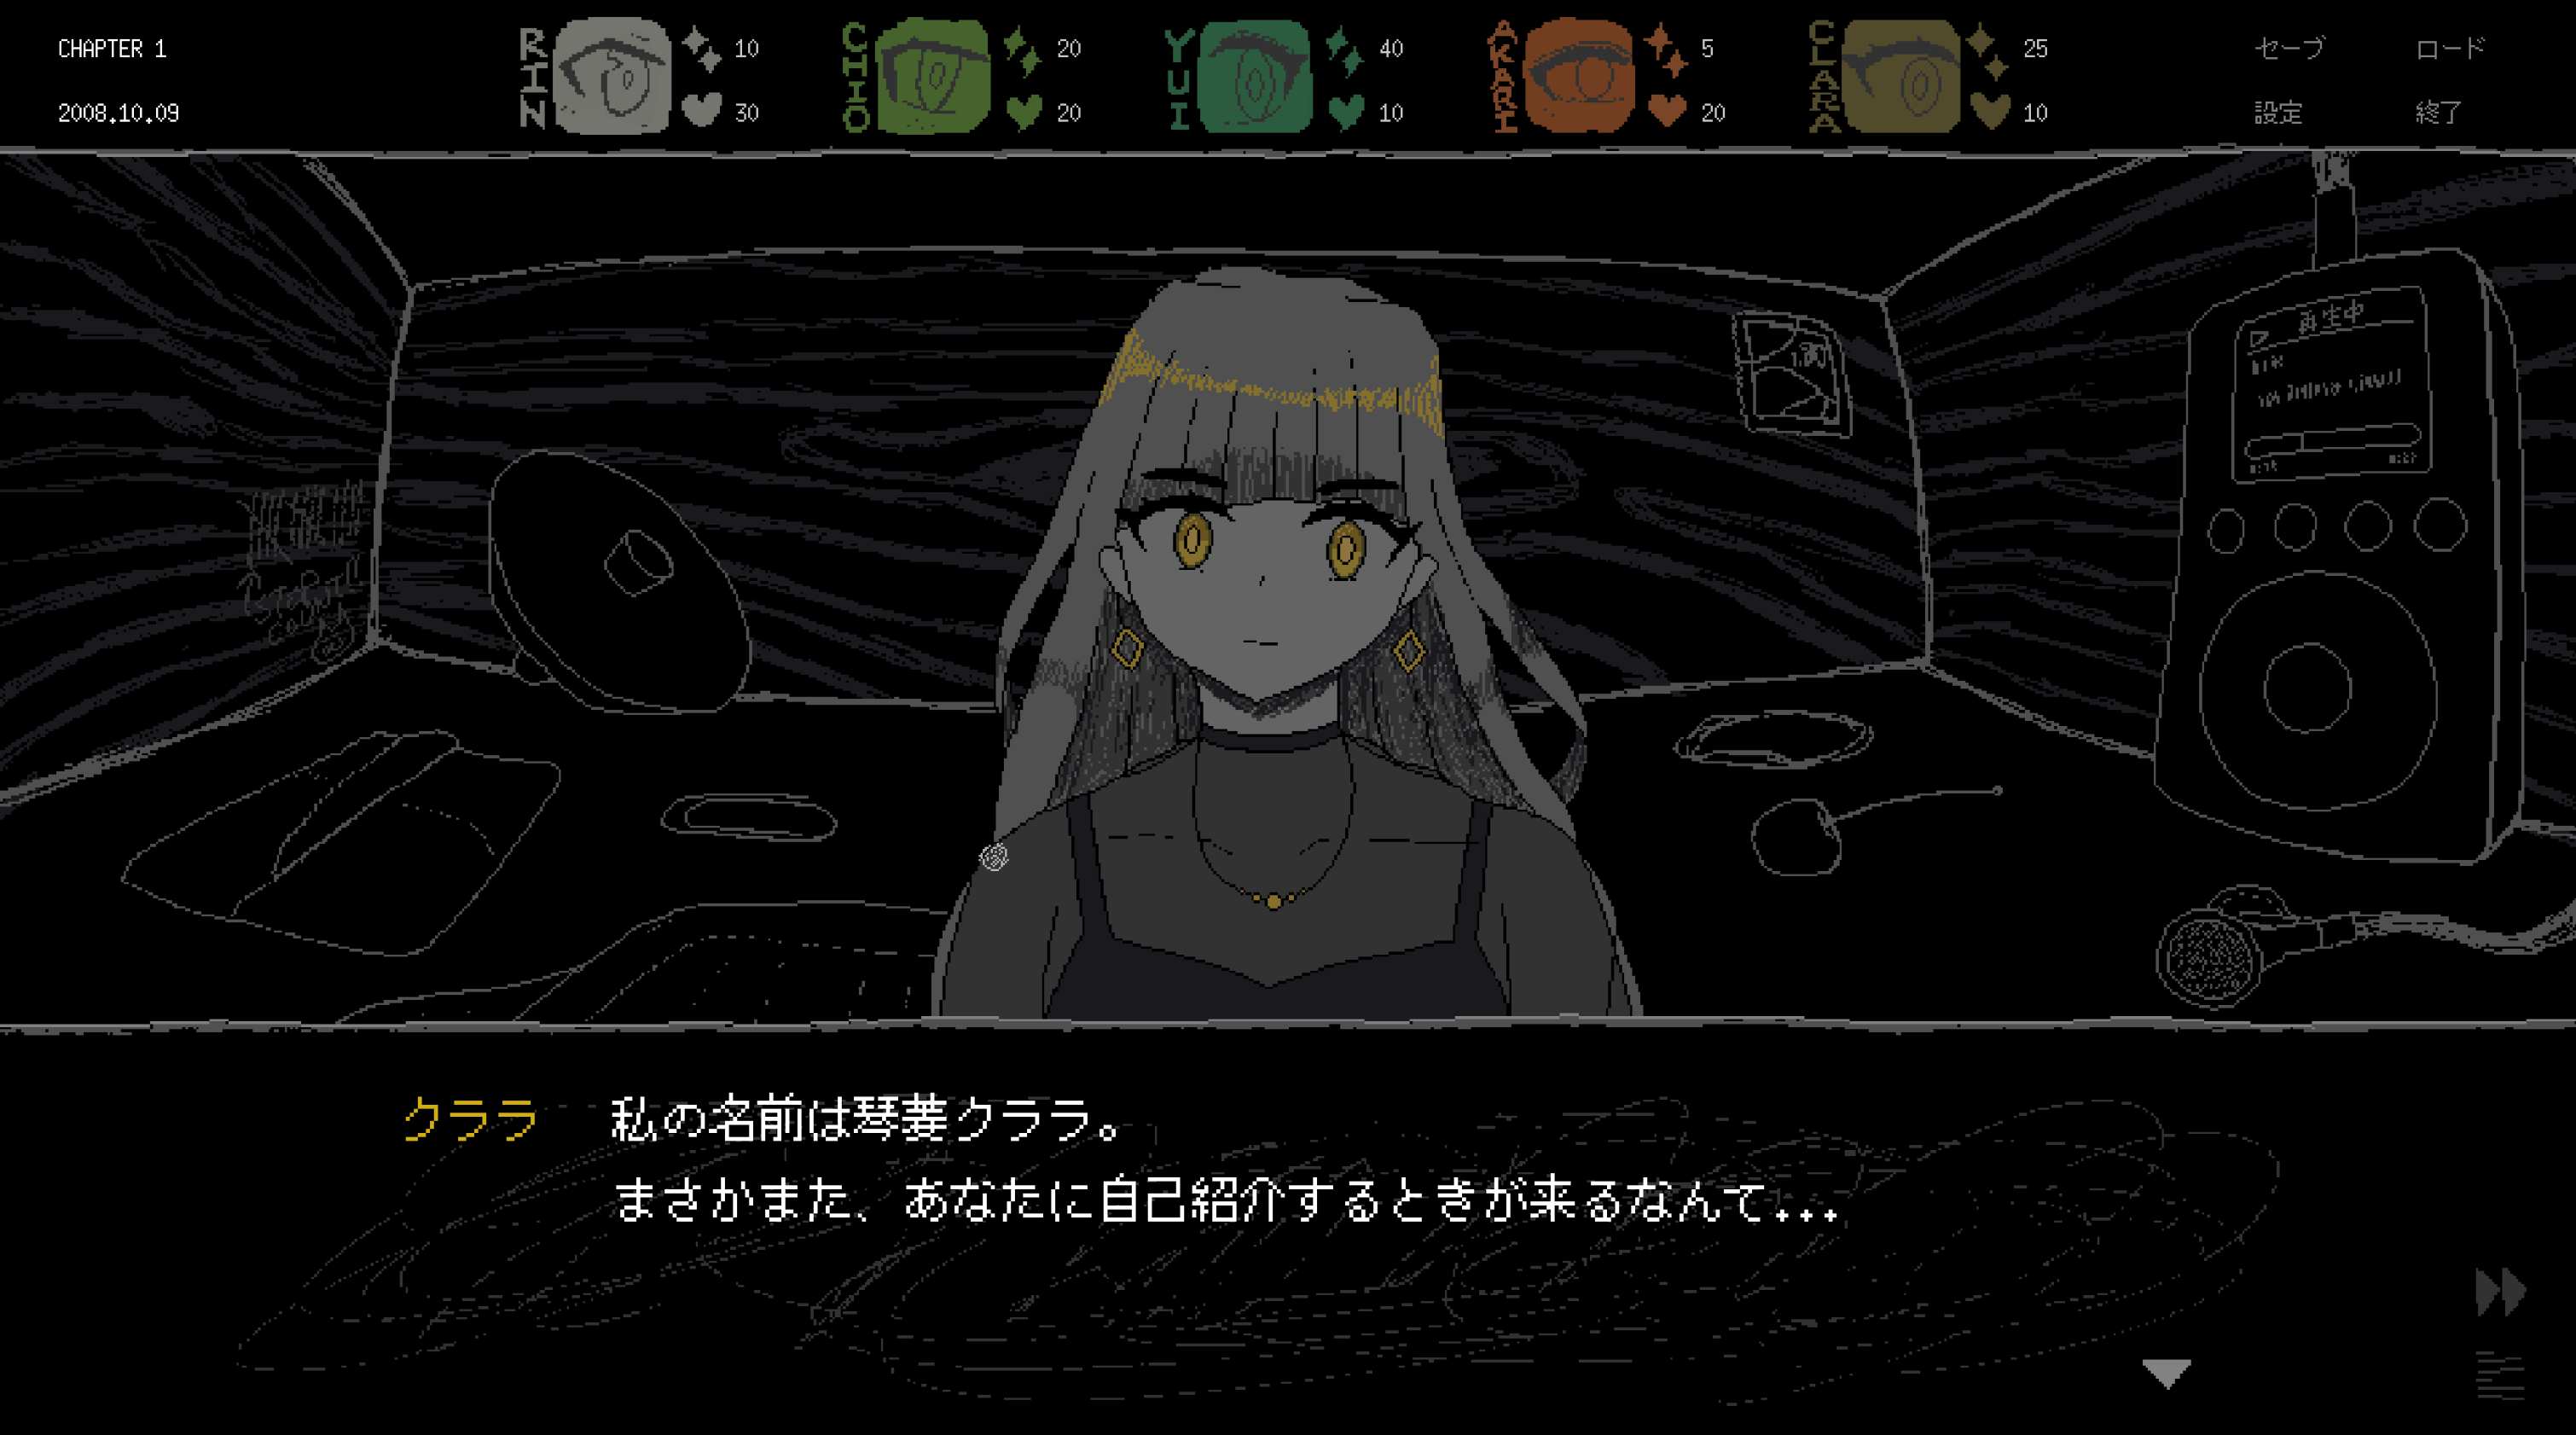 CHAPTER 1
2008.10.09
RIN
10
30
CHIO
20
20
YUI
40
10
AKARI
5
20
CLARA
25
10
セーブ
ロード
設定
終了
再生中
クララ
私の名前は琴葉クララ。
まさかまた、あなたに自己紹介するときが来るなんて...